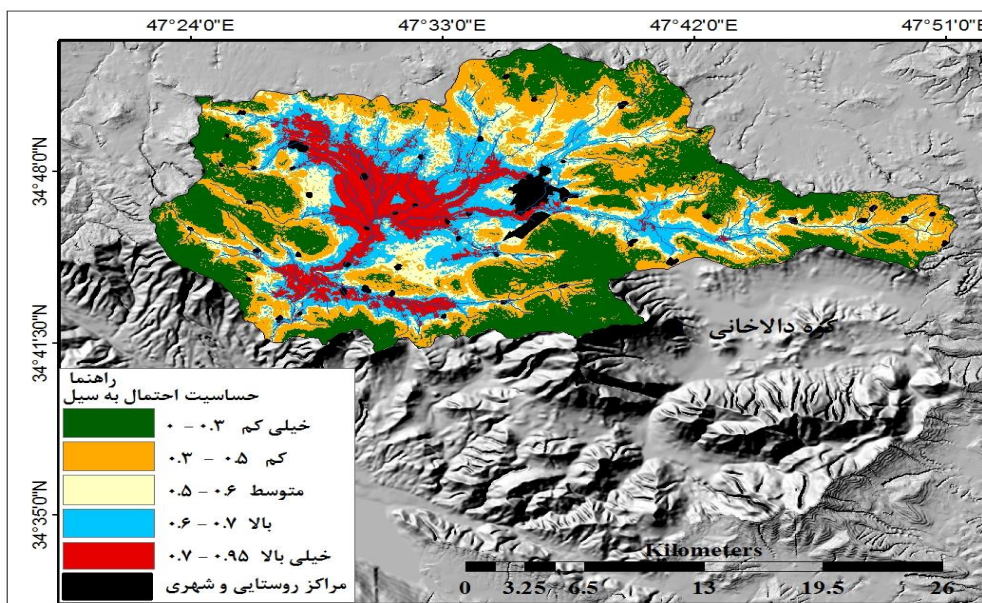 47°24'0"E 47°33'0"E 47°42'0"E 47°51'0"E
34°48'0"N
34°41'30"N
34°35'0"N
کوه دالاخانی
راهنما
حساسیت احتمال به سیل
خیلی کم ۰ - ۰.۳
کم ۰.۳ - ۰.۵
متوسط ۰.۵ - ۰.۶
بالا ۰.۶ - ۰.۷
خیلی بالا ۰.۷ - ۰.۹۵
مراکز روستایی و شهری
Kilometers
0 3.25 6.5 13 19.5 26